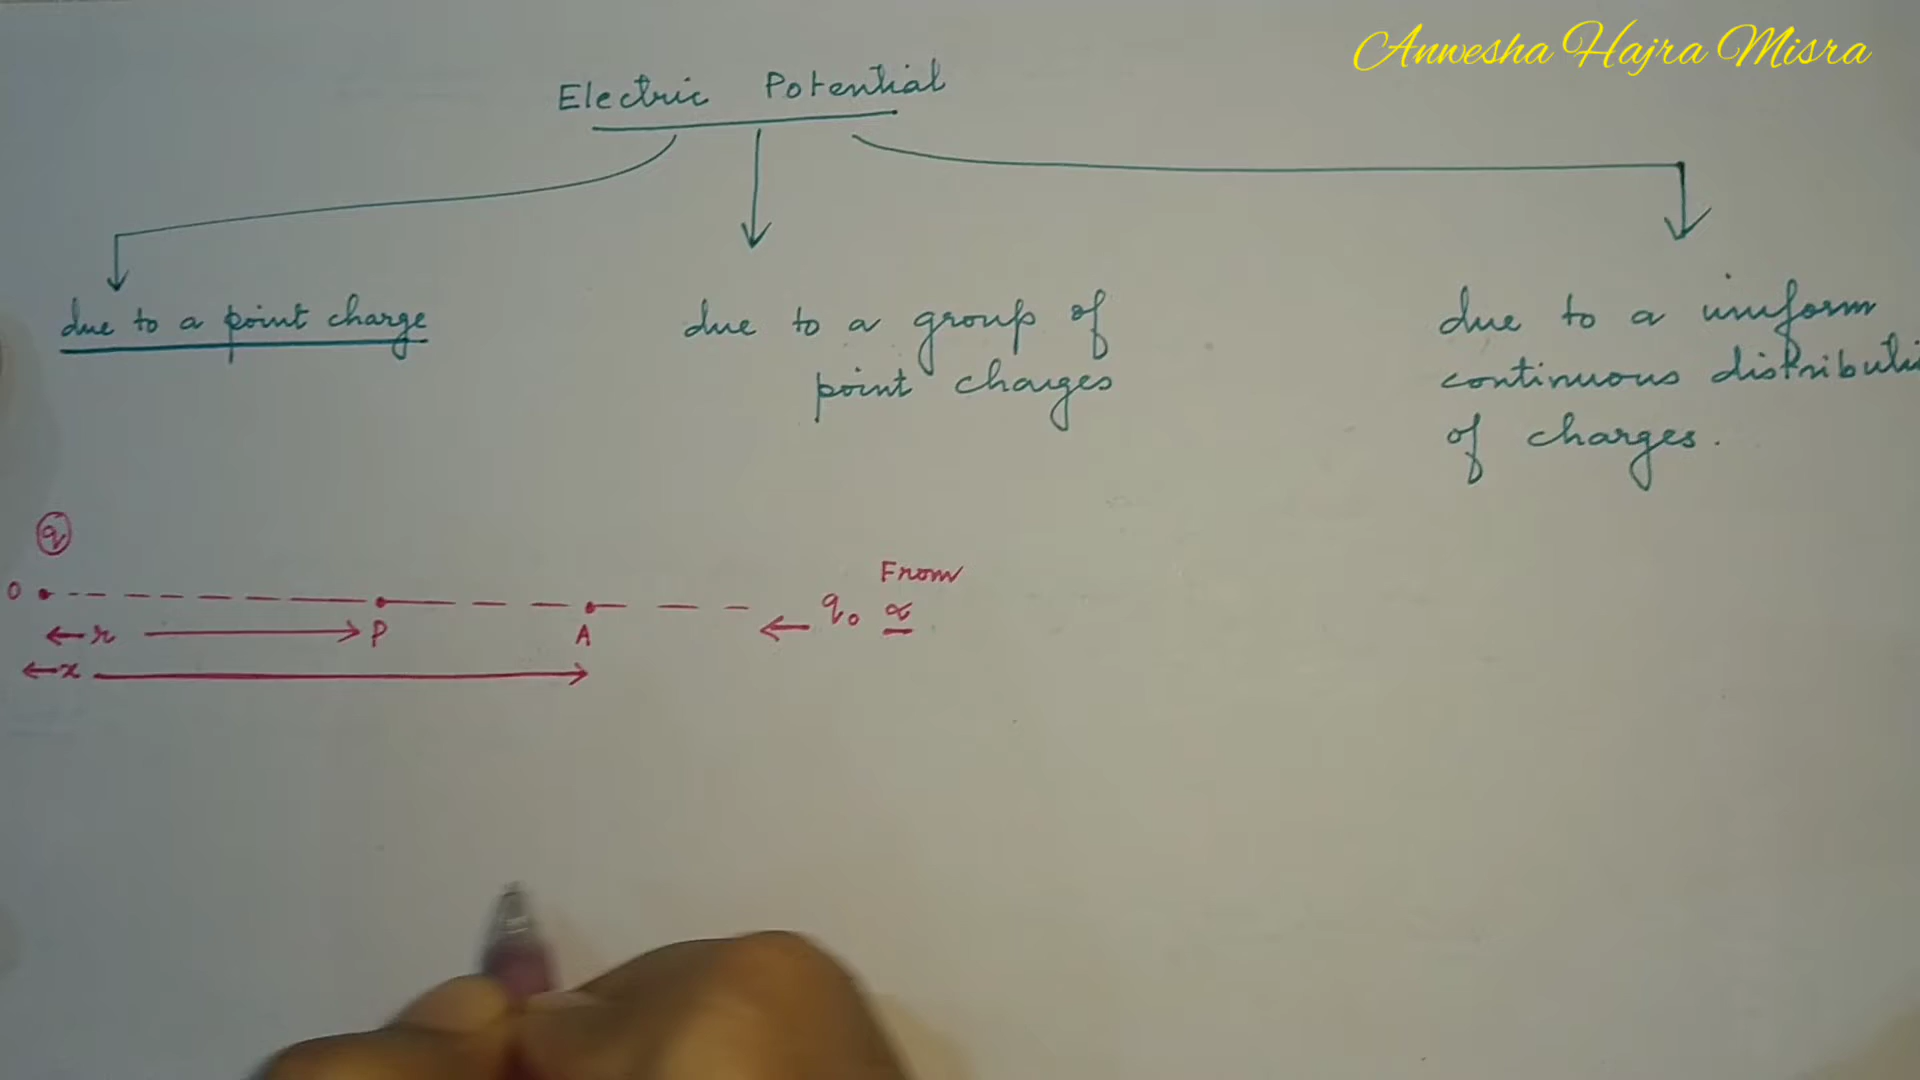 Anwesha Hajra Misra
Electric Potential
due to a point charge
due to a group of
point charges
due to a uniform
continuous distributi
of charges.
q
From
O
q₀ ∝
r
P
A
x